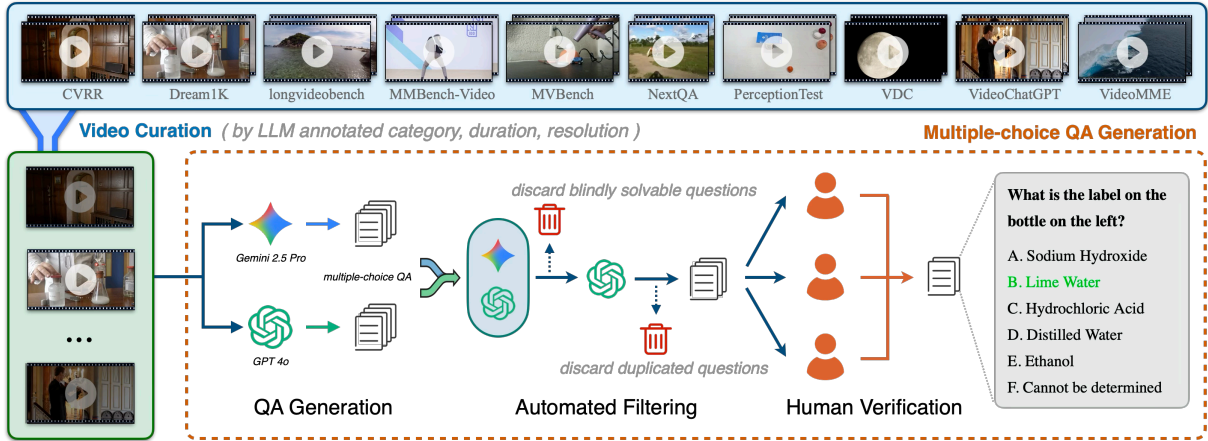 CVRR
Dream1K
longvideobench
MMBench-Video
MVBench
NextQA
PerceptionTest
VDC
VideoChatGPT
VideoMME
Video Curation ( by LLM annotated category, duration, resolution )
Multiple-choice QA Generation
discard blindly solvable questions
Gemini 2.5 Pro
multiple-choice QA
GPT 4o
discard duplicated questions
...
QA Generation
Automated Filtering
Human Verification
What is the label on the
bottle on the left?
A. Sodium Hydroxide
B. Lime Water
C. Hydrochloric Acid
D. Distilled Water
E. Ethanol
F. Cannot be determined